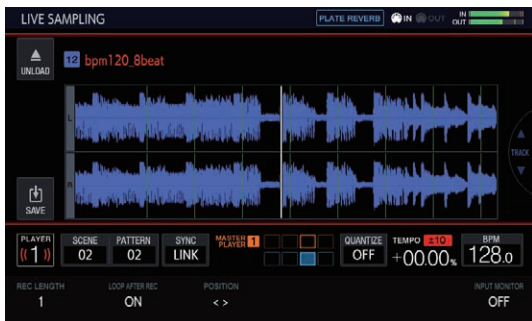 LIVE SAMPLING PLATE REVERB IN OUT IN
OUT
UNLOAD 12 bpm120_8beat
L
TRACK
R
SAVE
PLAYER SCENE PATTERN SYNC MASTER PLAYER 1 QUANTIZE TEMPO ±10 BPM
1 02 02 LINK OFF +00.00% 128.0
REC LENGTH LOOP AFTER REC POSITION INPUT MONITOR
1 ON < > OFF